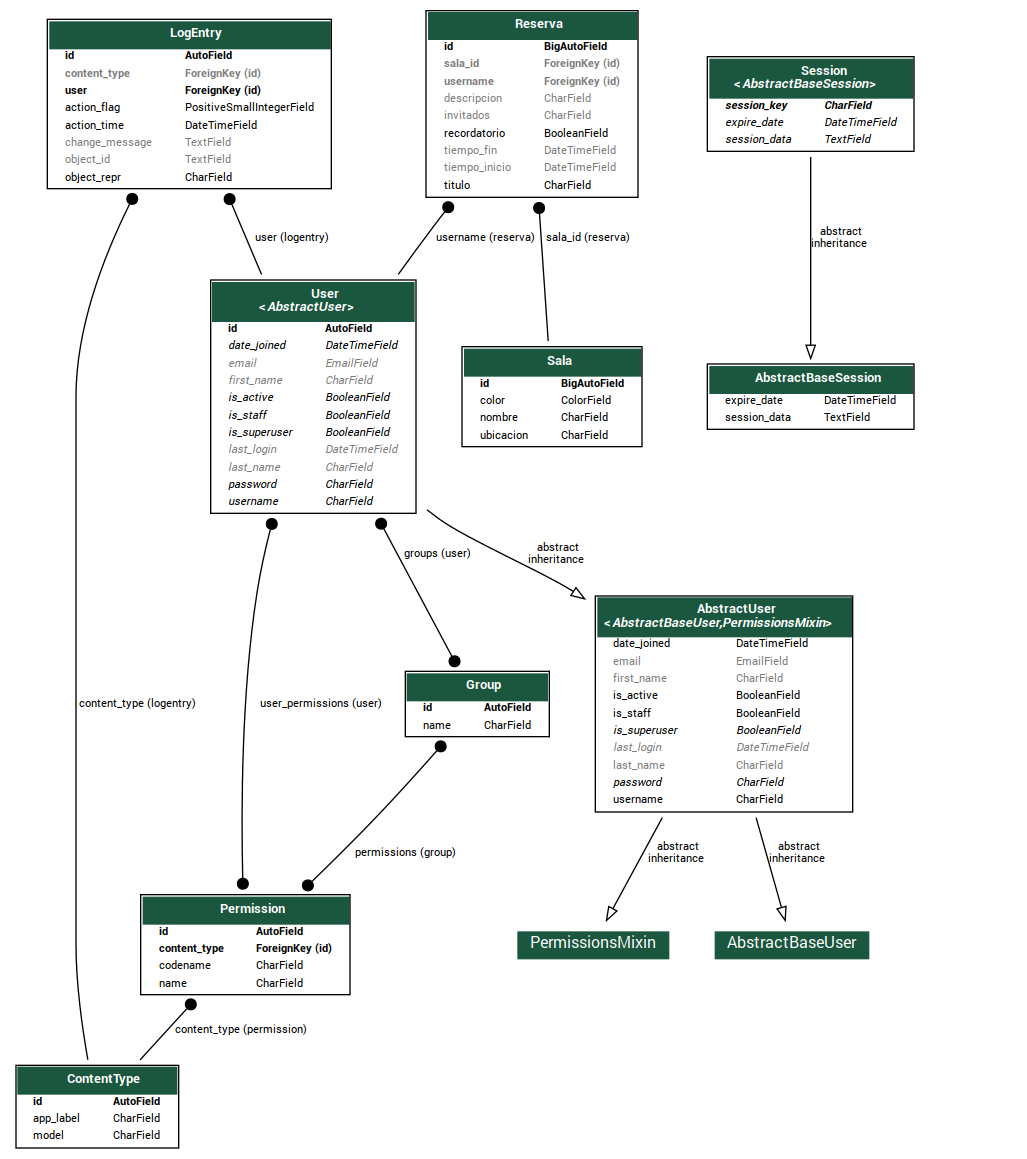 LogEntry
id AutoField
content_type ForeignKey (id)
user ForeignKey (id)
action_flag PositiveSmallIntegerField
action_time DateTimeField
change_message TextField
object_id TextField
object_repr CharField
Reserva
id BigAutoField
sala_id ForeignKey (id)
username ForeignKey (id)
descripcion CharField
invitados CharField
recordatorio BooleanField
tiempo_fin DateTimeField
tiempo_inicio DateTimeField
titulo CharField
Session
<AbstractBaseSession>
session_key CharField
expire_date DateTimeField
session_data TextField
user (logentry)
username (reserva)
sala_id (reserva)
abstract
inheritance
User
<AbstractUser>
id AutoField
date_joined DateTimeField
email EmailField
first_name CharField
is_active BooleanField
is_staff BooleanField
is_superuser BooleanField
last_login DateTimeField
last_name CharField
password CharField
username CharField
Sala
id BigAutoField
color ColorField
nombre CharField
ubicacion CharField
AbstractBaseSession
expire_date DateTimeField
session_data TextField
groups (user)
abstract
inheritance
AbstractUser
<AbstractBaseUser,PermissionsMixin>
date_joined DateTimeField
email EmailField
first_name CharField
is_active BooleanField
is_staff BooleanField
is_superuser BooleanField
last_login DateTimeField
last_name CharField
password CharField
username CharField
Group
id AutoField
name CharField
content_type (logentry)
user_permissions (user)
permissions (group)
abstract
inheritance
abstract
inheritance
Permission
id AutoField
content_type ForeignKey (id)
codename CharField
name CharField
PermissionsMixin
AbstractBaseUser
content_type (permission)
ContentType
id AutoField
app_label CharField
model CharField